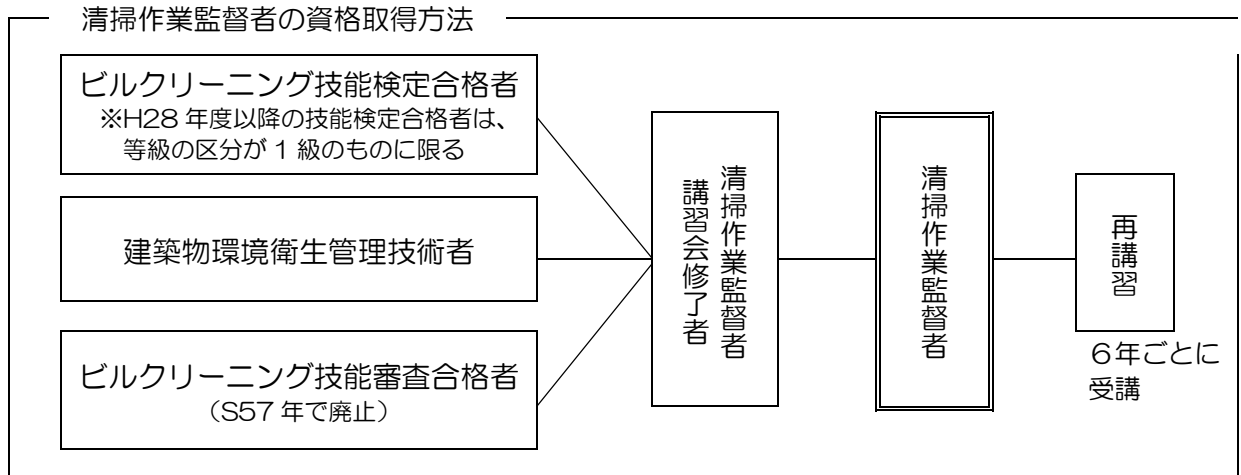 清掃作業監督者の資格取得方法
ビルクリーニング技能検定合格者
※H28 年度以降の技能検定合格者は、
等級の区分が 1 級のものに限る
建築物環境衛生管理技術者
ビルクリーニング技能審査合格者
（S57 年で廃止）
清掃作業監督者
講習会修了者
清掃作業監督者
再講習
６年ごとに
受講